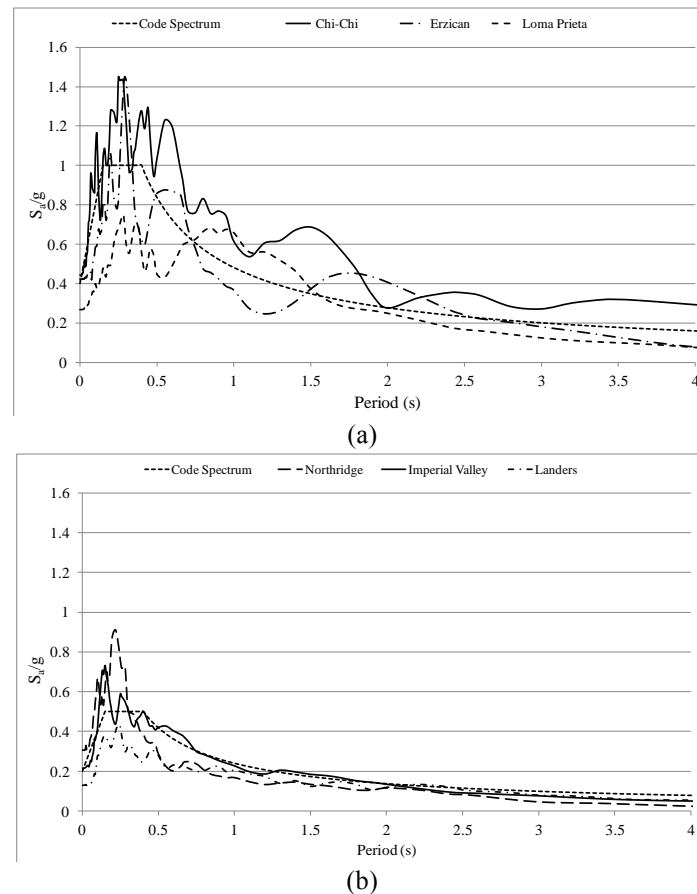 Code Spectrum Chi-Chi Erzican Loma Prieta
1.6
1.4
1.2
1
0.8
0.6
0.4
0.2
0
Sa/g
0 0.5 1 1.5 2 2.5 3 3.5 4
Period (s)
(a)
Code Spectrum Northridge Imperial Valley Landers
1.6
1.4
1.2
1
0.8
0.6
0.4
0.2
0
Sa/g
0 0.5 1 1.5 2 2.5 3 3.5 4
Period (s)
(b)